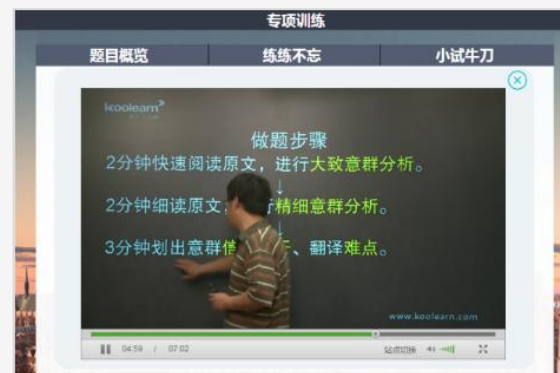 专项训练
题目概览 练练不忘 小试牛刀
koolearn
做题步骤
2分钟快速阅读原文，进行大致意群分析。
2分钟细读原文，行精细意群分析。
3分钟划出意群信、翻译难点。
www.koolearn.com
04:59 / 07:02
站点切换